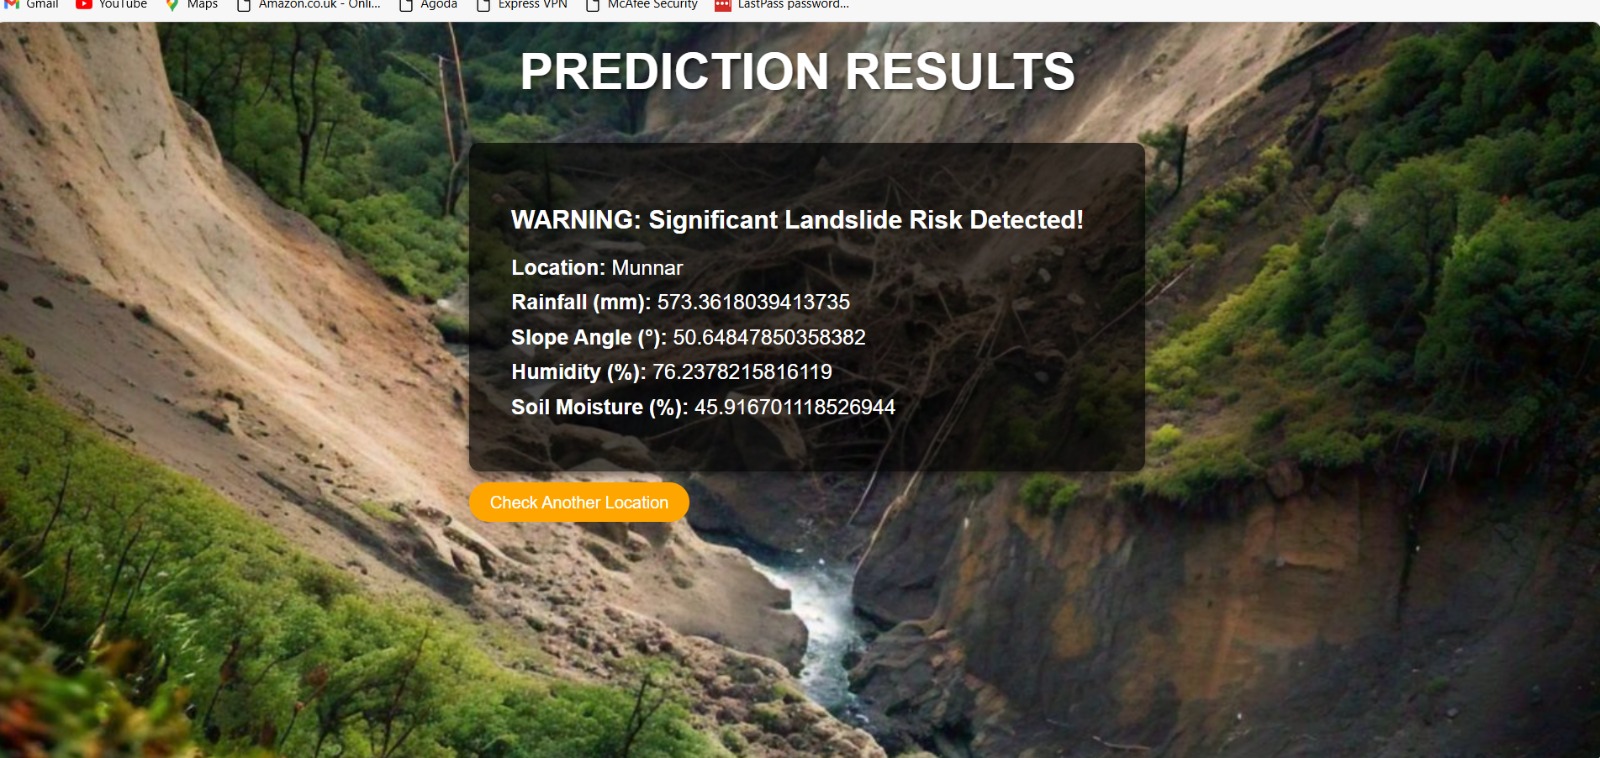 Gmail YouTube Maps Amazon.co.uk - Onli... Agoda Express VPN McAfee Security LastPass password...
PREDICTION RESULTS
WARNING: Significant Landslide Risk Detected!
Location: Munnar
Rainfall (mm): 573.3618039413735
Slope Angle (°): 50.64847850358382
Humidity (%): 76.2378215816119
Soil Moisture (%): 45.916701118526944
Check Another Location